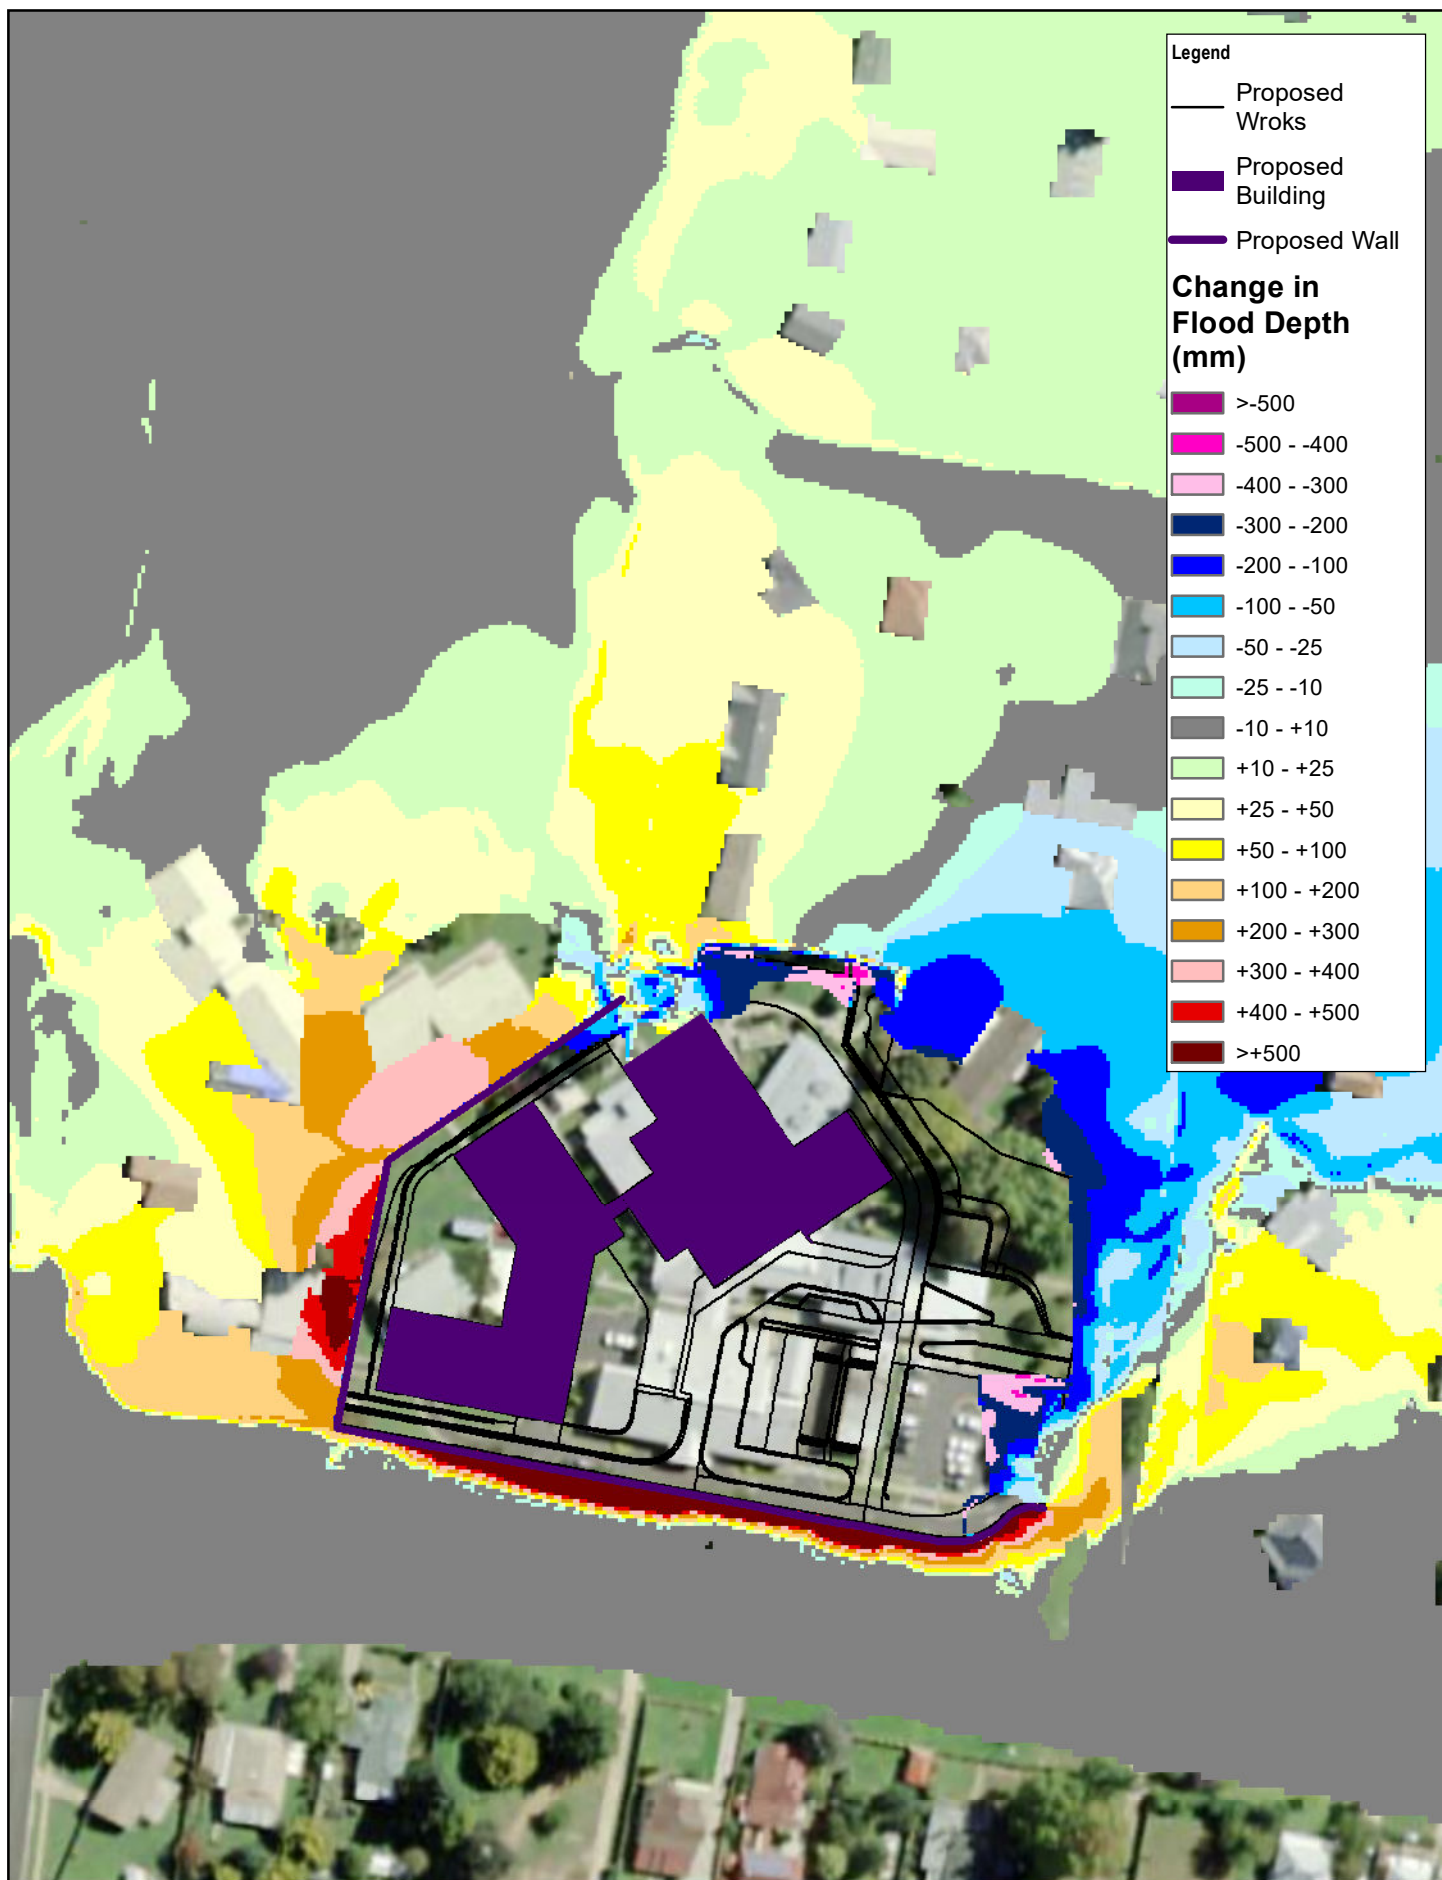 Legend
Proposed
Wroks
Proposed
Building
Proposed Wall
Change in
Flood Depth
(mm)
>-500
-500 - -400
-400 - -300
-300 - -200
-200 - -100
-100 - -50
-50 - -25
-25 - -10
-10 - +10
+10 - +25
+25 - +50
+50 - +100
+100 - +200
+200 - +300
+300 - +400
+400 - +500
>+500